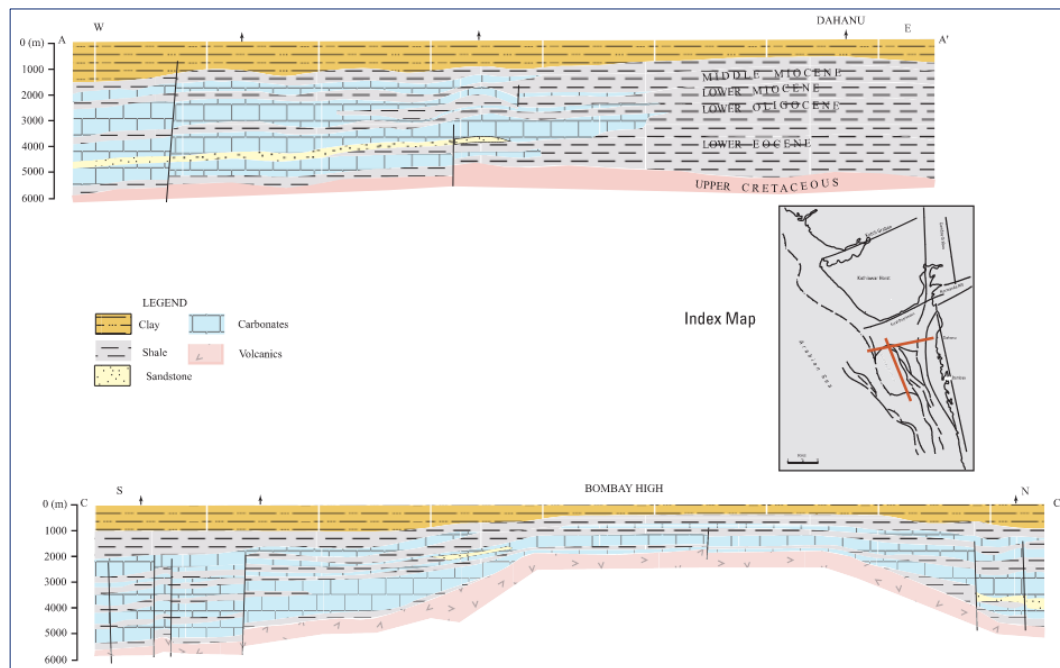 W
DAHANU
E
0 (m)
A
A'
1000
2000
3000
4000
5000
6000
MIDDLE MIOCENE
LOWER MIOCENE
LOWER OLIGOCENE
LOWER EOCENE
UPPER CRETACEOUS
LEGEND
Clay
Carbonates
Shale
Volcanics
Sandstone
Index Map
Arabian Sea
S
BOMBAY HIGH
N
0 (m)
C
C
1000
2000
3000
4000
5000
6000